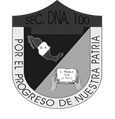 SEC. DNA. 100
POR EL PROGRESO DE NUESTRA PATRIA